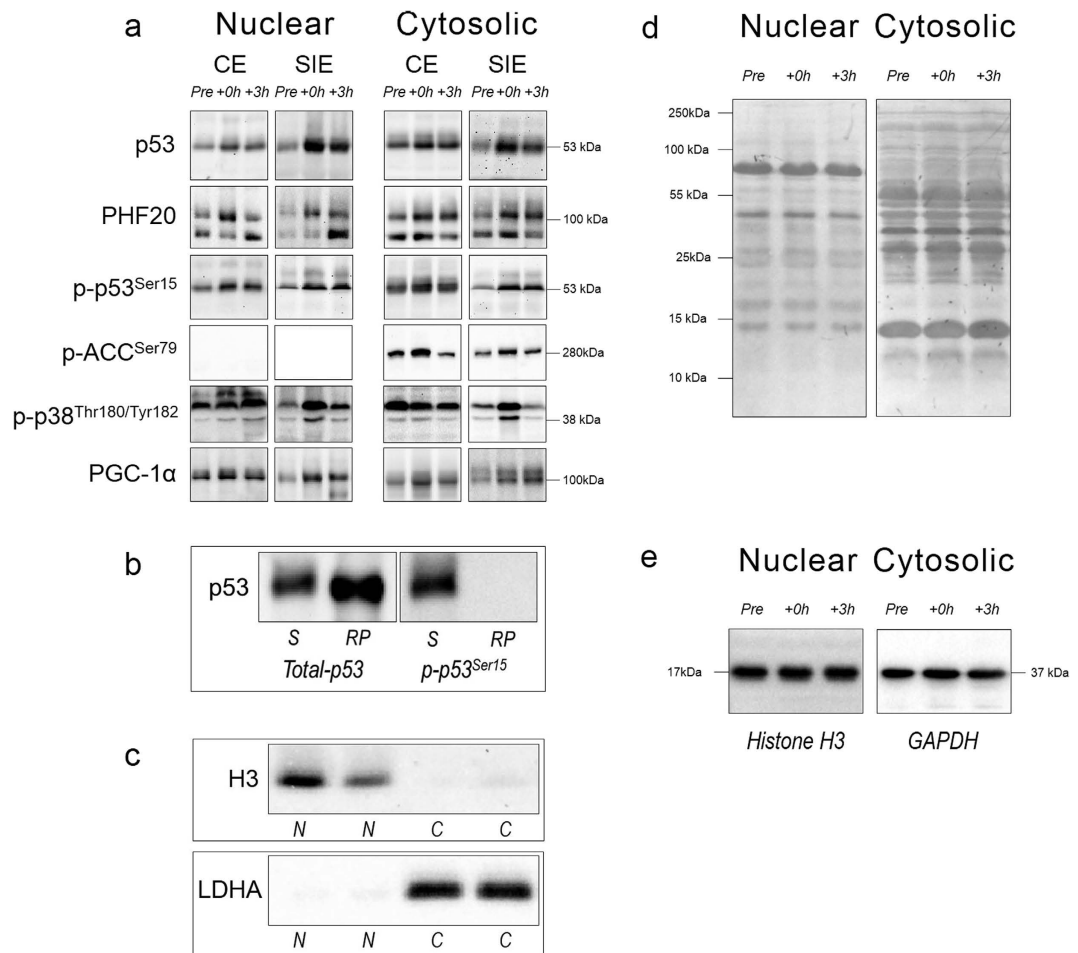 a
Nuclear Cytosolic
CE SIE CE SIE
Pre +0h +3h Pre +0h +3h Pre +0h +3h Pre +0h +3h
p53 53 kDa
PHF20 100 kDa
p-p53Ser15 53 kDa
p-ACCSer79 280kDa
p-p38Thr180/Tyr182 38 kDa
PGC-1α 100kDa
b
p53
S RP S RP
Total-p53 p-p53Ser15
c
H3
N N C C
LDHA
N N C C
d
Nuclear Cytosolic
Pre +0h +3h Pre +0h +3h
250kDa
100 kDa
55 kDa
25kDa
15 kDa
10 kDa
e
Nuclear Cytosolic
Pre +0h +3h Pre +0h +3h
17kDa 37 kDa
Histone H3 GAPDH